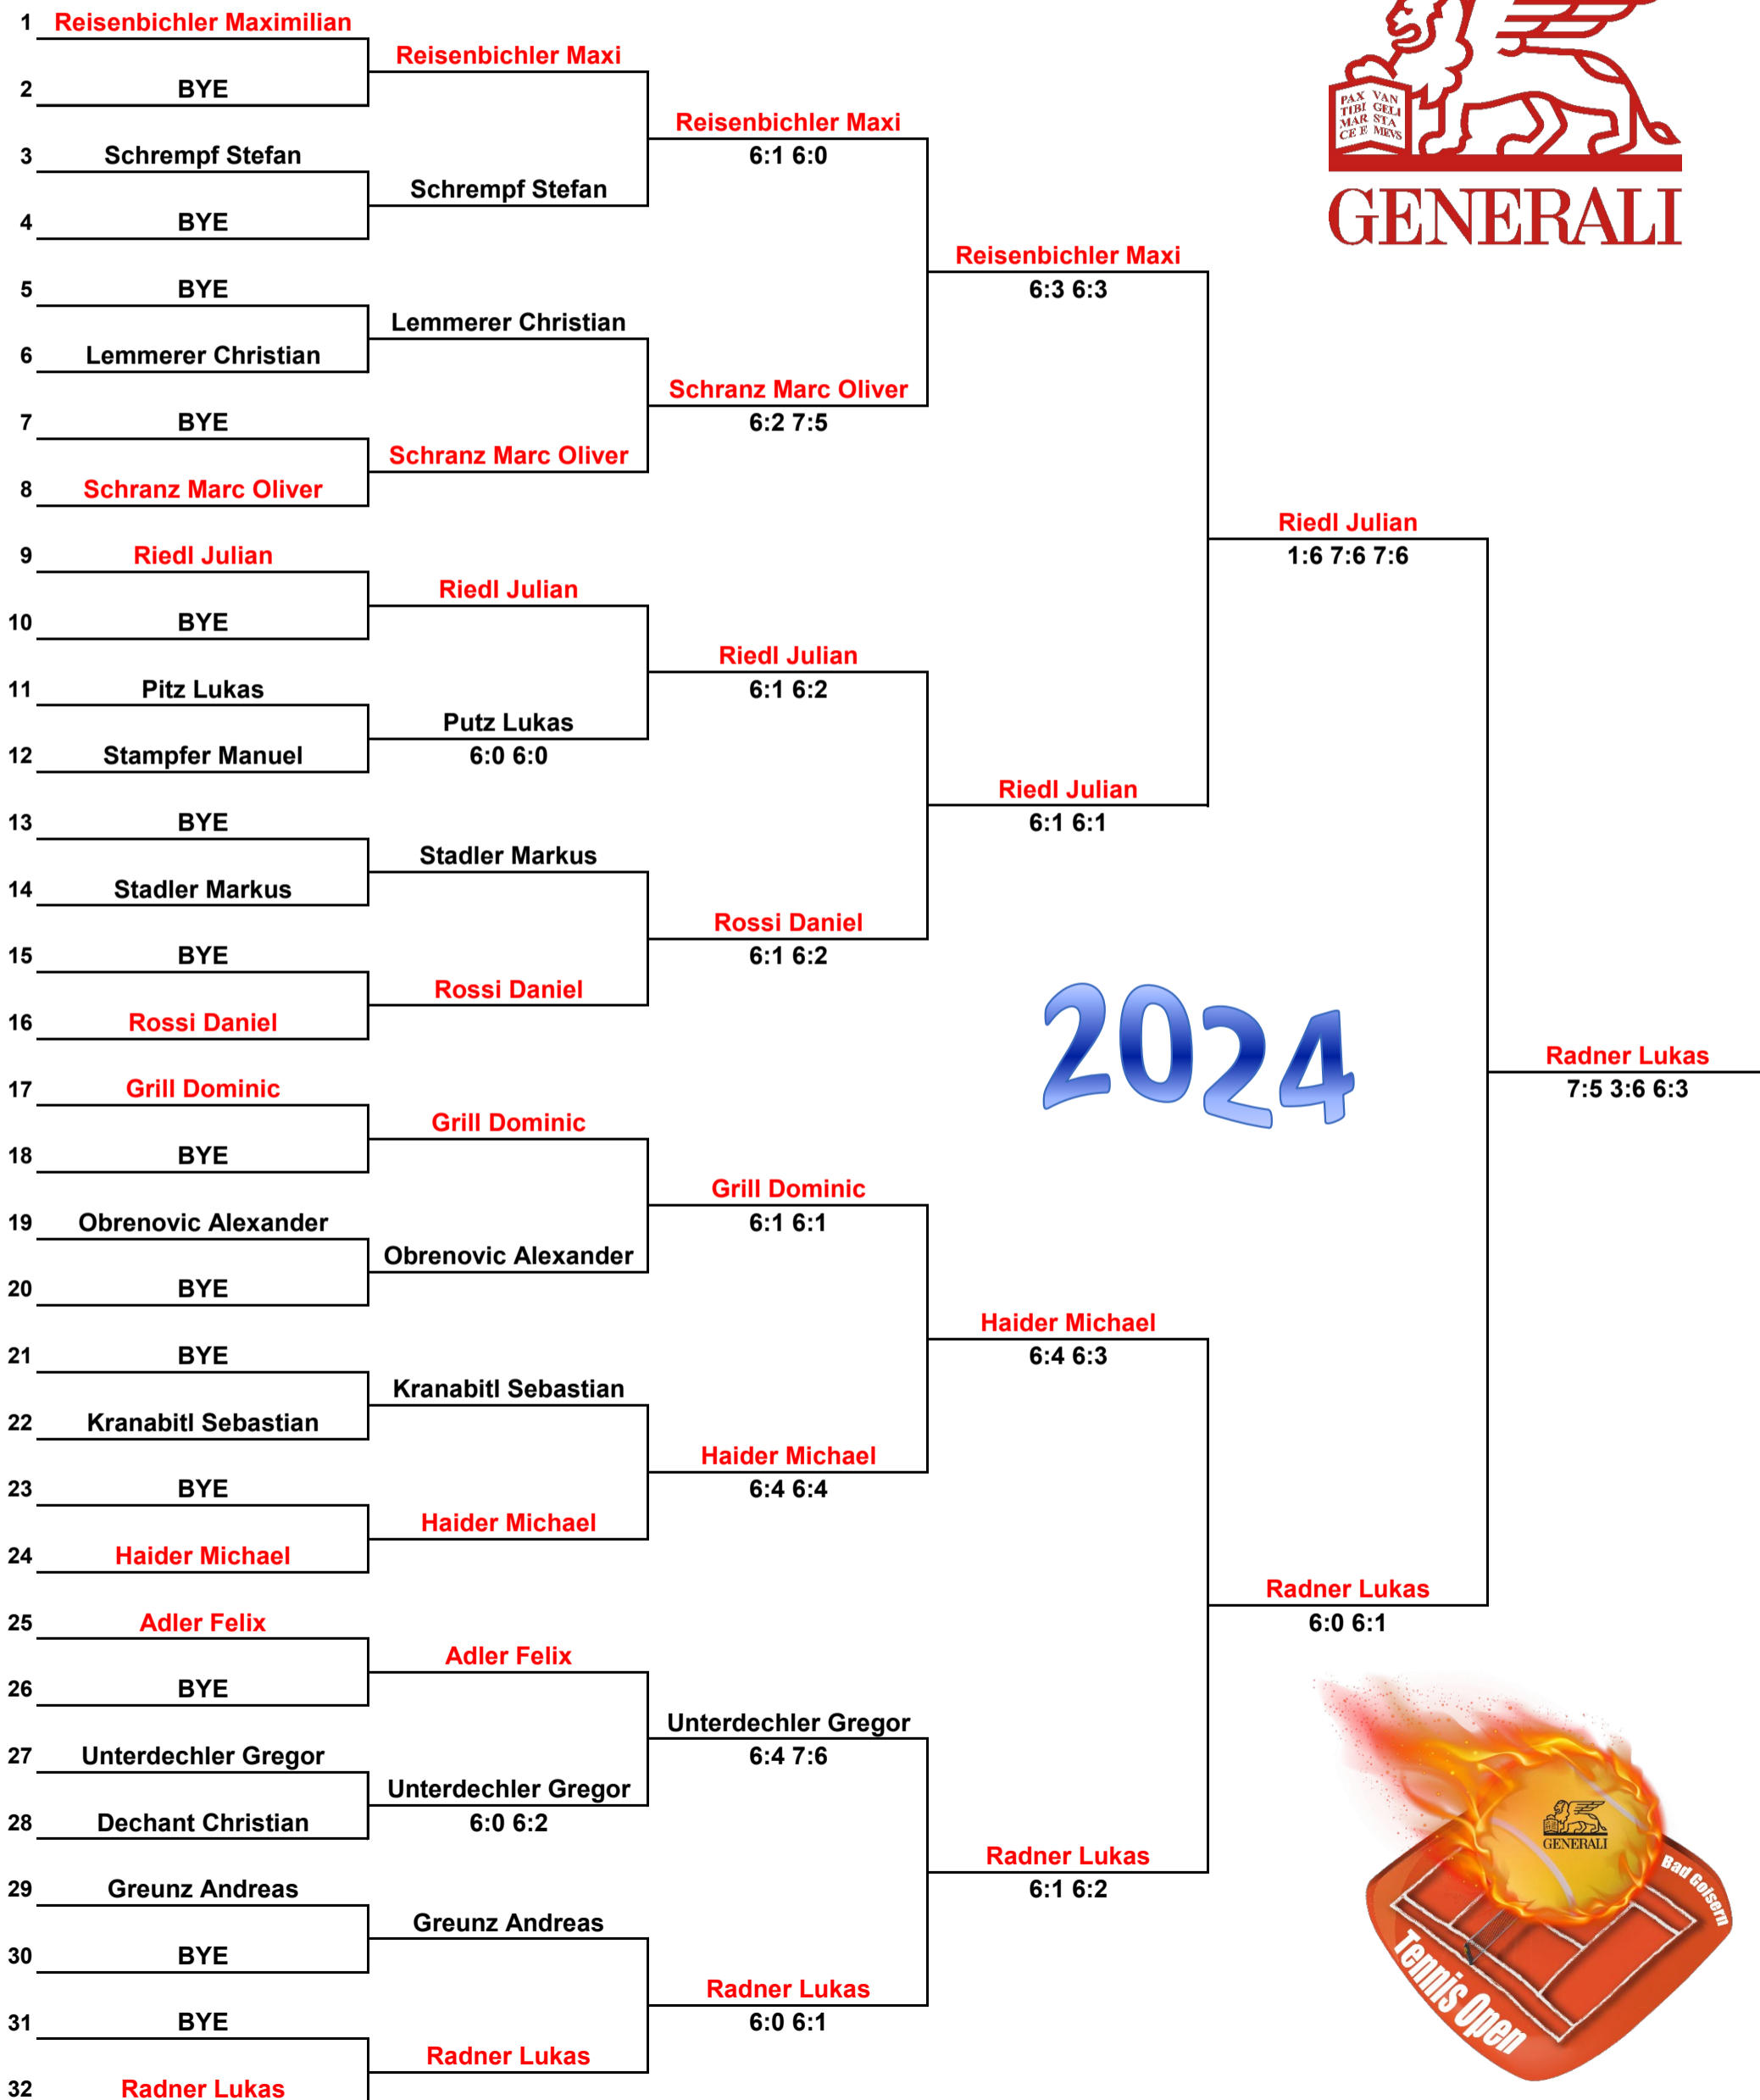 1 Reisenbichler Maximilian
Reisenbichler Maxi
2 BYE
Reisenbichler Maxi
6:1 6:0
3 Schrempf Stefan
Schrempf Stefan
4 BYE
Reisenbichler Maxi
6:3 6:3
5 BYE
Lemmerer Christian
6 Lemmerer Christian
Schranz Marc Oliver
6:2 7:5
7 BYE
Schranz Marc Oliver
8 Schranz Marc Oliver
Riedl Julian
1:6 7:6 7:6
9 Riedl Julian
Riedl Julian
10 BYE
Riedl Julian
6:1 6:2
11 Pitz Lukas
Putz Lukas
6:0 6:0
12 Stampfer Manuel
Riedl Julian
6:1 6:1
13 BYE
Stadler Markus
14 Stadler Markus
Rossi Daniel
6:1 6:2
15 BYE
Rossi Daniel
16 Rossi Daniel
Radner Lukas
7:5 3:6 6:3
17 Grill Dominic
Grill Dominic
18 BYE
Grill Dominic
6:1 6:1
19 Obrenovic Alexander
Obrenovic Alexander
20 BYE
Haider Michael
6:4 6:3
21 BYE
Kranabitl Sebastian
22 Kranabitl Sebastian
Haider Michael
6:4 6:4
23 BYE
Haider Michael
24 Haider Michael
Radner Lukas
6:0 6:1
25 Adler Felix
Adler Felix
26 BYE
Unterdechler Gregor
6:4 7:6
27 Unterdechler Gregor
Unterdechler Gregor
6:0 6:2
28 Dechant Christian
Radner Lukas
6:1 6:2
29 Greunz Andreas
Greunz Andreas
30 BYE
Radner Lukas
6:0 6:1
31 BYE
Radner Lukas
32 Radner Lukas
PAX VAN
TIBI GELI
MAR STA
CE E MEVS
GENERALI
2024
GENERALI
Bad Goisern
Tennis Open